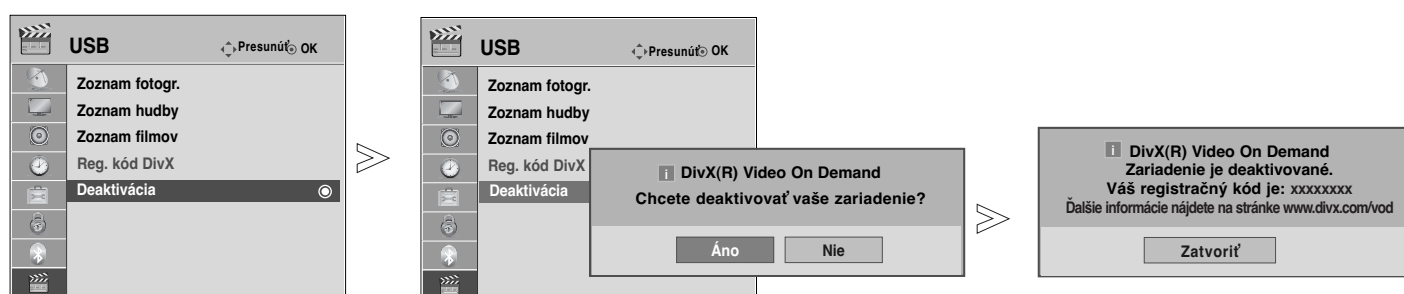 USB
Presunúť OK
Zoznam fotogr.
Zoznam hudby
Zoznam filmov
Reg. kód DivX
Deaktivácia
USB
Presunúť OK
Zoznam fotogr.
Zoznam hudby
Zoznam filmov
Reg. kód DivX
Deaktivácia
i DivX(R) Video On Demand
Chcete deaktivovať vaše zariadenie?
Áno Nie
i DivX(R) Video On Demand
Zariadenie je deaktivované.
Váš registračný kód je: xxxxxxxx
Ďalšie informácie nájdete na stránke www.divx.com/vod
Zatvoriť